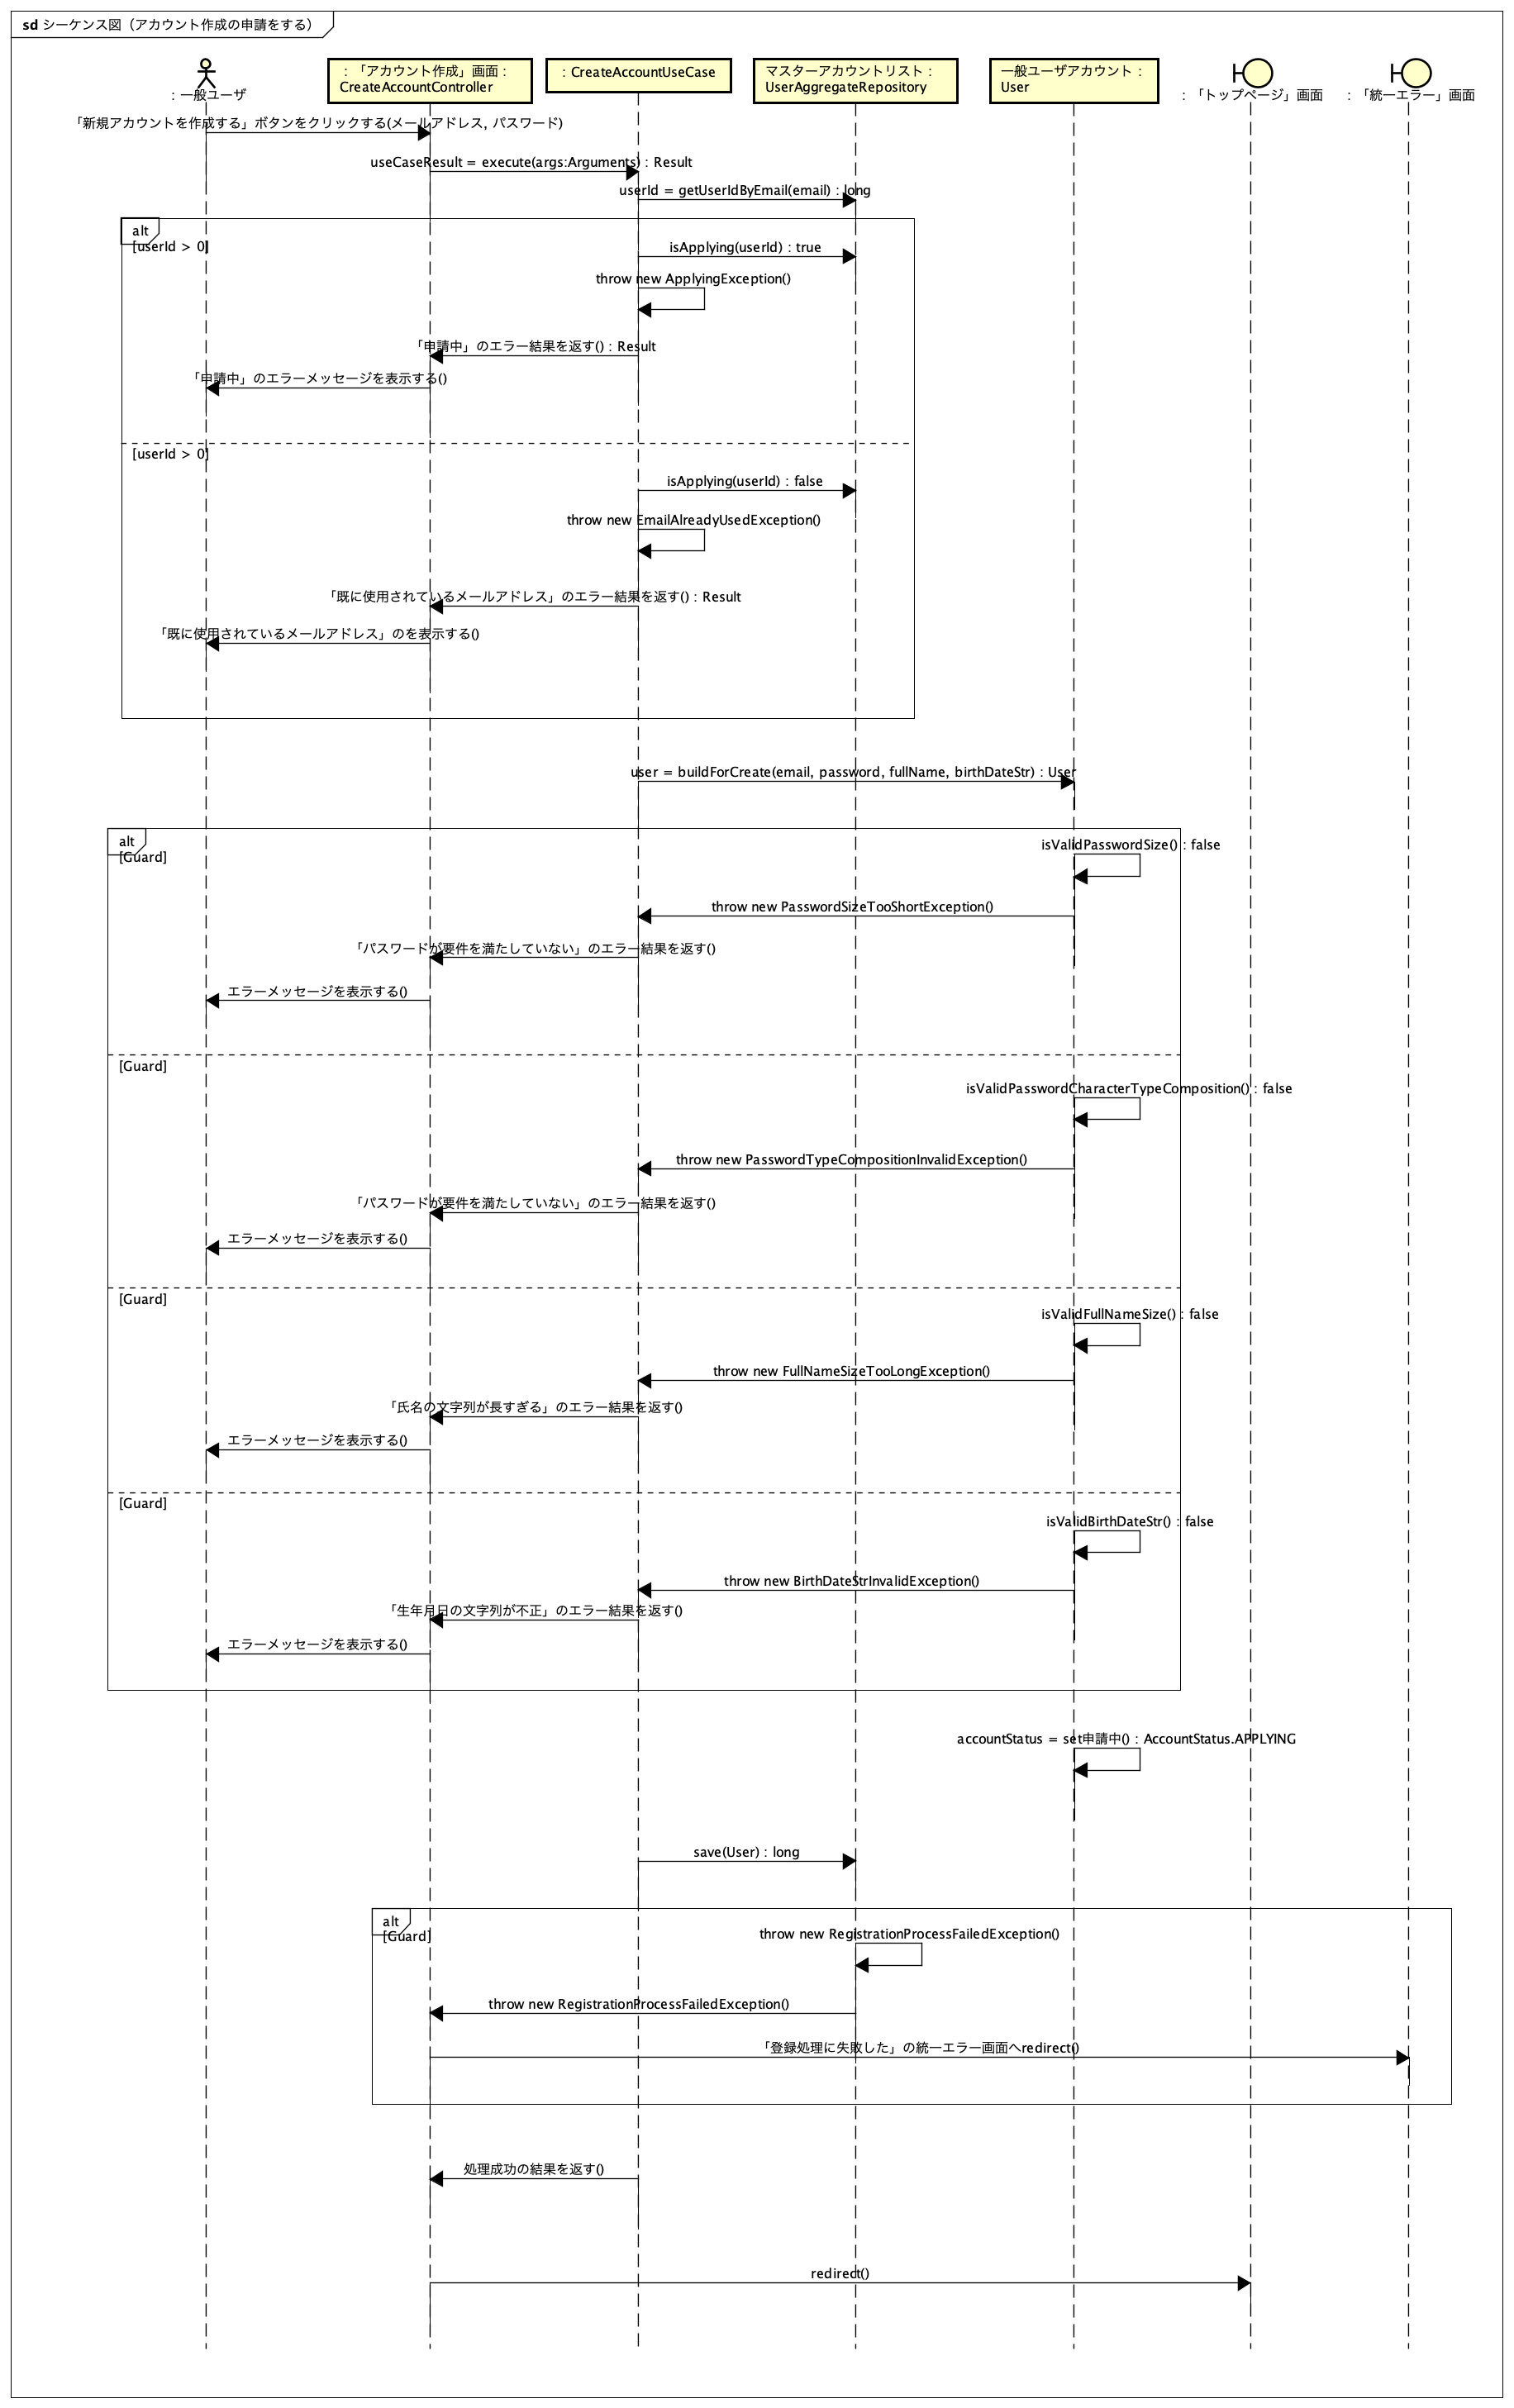 sd シーケンス図（アカウント作成の申請をする）
: 一般ユーザ
: 「アカウント作成」画面 :
CreateAccountController
: CreateAccountUseCase
マスターアカウントリスト :
UserAggregateRepository
一般ユーザアカウント :
User
: 「トップページ」画面
: 「統一エラー」画面
「新規アカウントを作成する」ボタンをクリックする(メールアドレス, パスワード)
useCaseResult = execute(args:Arguments) : Result
userId = getUserIdByEmail(email) : long
alt
[userId > 0]
isApplying(userId) : true
throw new ApplyingException()
「申請中」のエラー結果を返す() : Result
「申請中」のエラーメッセージを表示する()
[userId > 0]
isApplying(userId) : false
throw new EmailAlreadyUsedException()
「既に使用されているメールアドレス」のエラー結果を返す() : Result
「既に使用されているメールアドレス」のを表示する()
user = buildForCreate(email, password, fullName, birthDateStr) : User
alt
[Guard]
isValidPasswordSize() : false
throw new PasswordSizeTooShortException()
「パスワードが要件を満たしていない」のエラー結果を返す()
エラーメッセージを表示する()
[Guard]
isValidPasswordCharacterTypeComposition() : false
throw new PasswordTypeCompositionInvalidException()
「パスワードが要件を満たしていない」のエラー結果を返す()
エラーメッセージを表示する()
[Guard]
isValidFullNameSize() : false
throw new FullNameSizeTooLongException()
「氏名の文字列が長すぎる」のエラー結果を返す()
エラーメッセージを表示する()
[Guard]
isValidBirthDateStr() : false
throw new BirthDateStrInvalidException()
「生年月日の文字列が不正」のエラー結果を返す()
エラーメッセージを表示する()
accountStatus = set申請中() : AccountStatus.APPLYING
save(User) : long
alt
[Guard]
throw new RegistrationProcessFailedException()
throw new RegistrationProcessFailedException()
「登録処理に失敗した」の統一エラー画面へredirect()
処理成功の結果を返す()
redirect()